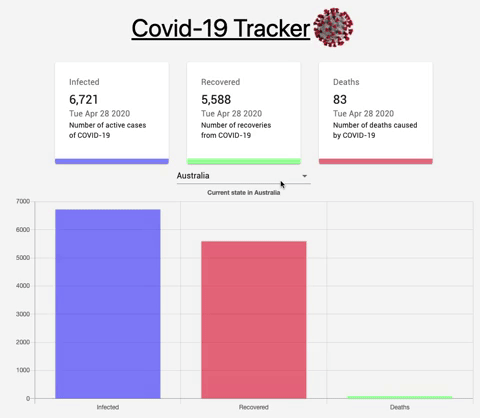 Covid-19 Tracker
Infected
6,721
Tue Apr 28 2020
Number of active cases
of COVID-19
Recovered
5,588
Tue Apr 28 2020
Number of recoveries
from COVID-19
Deaths
83
Tue Apr 28 2020
Number of deaths caused
by COVID-19
Australia
Current state in Australia
7000
6000
5000
4000
3000
2000
1000
0
Infected
Recovered
Deaths